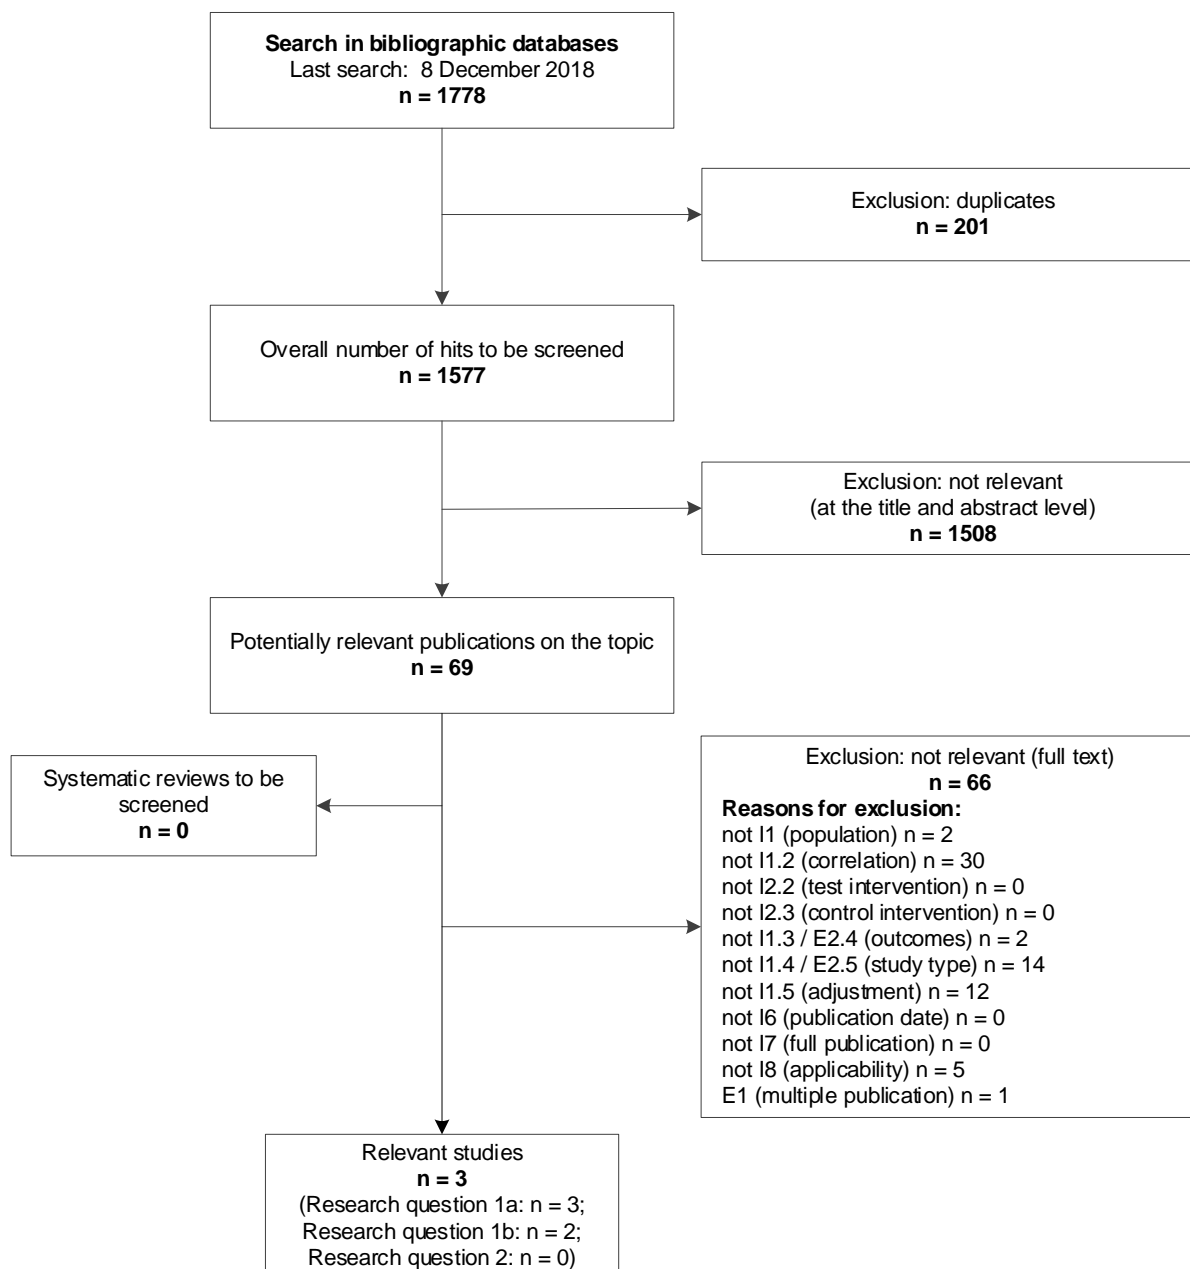 Search in bibliographic databases
Last search: 8 December 2018
n = 1778
Exclusion: duplicates
n = 201
Overall number of hits to be screened
n = 1577
Exclusion: not relevant
(at the title and abstract level)
n = 1508
Potentially relevant publications on the topic
n = 69
Systematic reviews to be
screened
n = 0
Exclusion: not relevant (full text)
n = 66
Reasons for exclusion:
not I1 (population) n = 2
not I1.2 (correlation) n = 30
not I2.2 (test intervention) n = 0
not I2.3 (control intervention) n = 0
not I1.3 / E2.4 (outcomes) n = 2
not I1.4 / E2.5 (study type) n = 14
not I1.5 (adjustment) n = 12
not I6 (publication date) n = 0
not I7 (full publication) n = 0
not I8 (applicability) n = 5
E1 (multiple publication) n = 1
Relevant studies
n = 3
(Research question 1a: n = 3;
Research question 1b: n = 2;
Research question 2: n = 0)